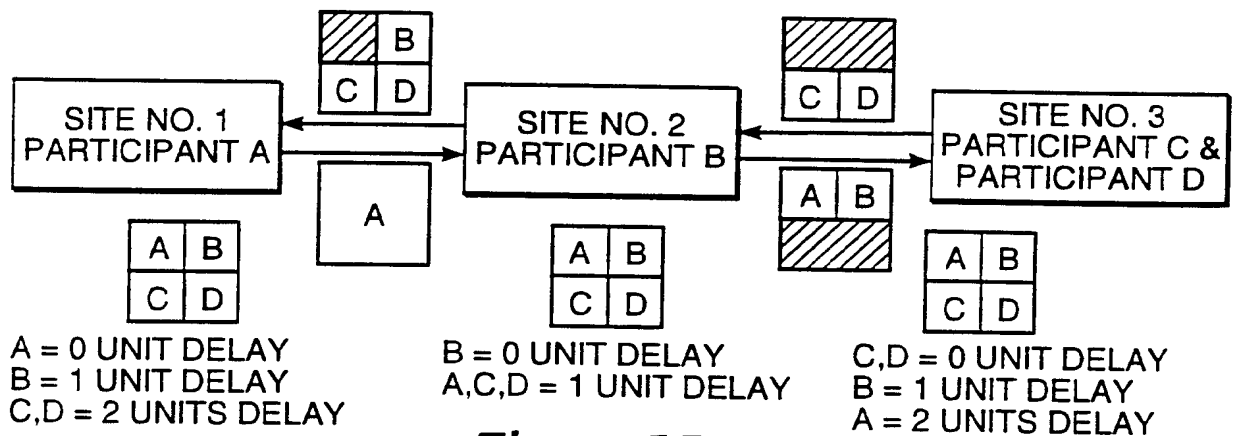 B
C D
C D
SITE NO. 1
PARTICIPANT A
SITE NO. 2
PARTICIPANT B
SITE NO. 3
PARTICIPANT C &
PARTICIPANT D
A
A B
A B
C D
A B
C D
A B
C D
A = 0 UNIT DELAY
B = 1 UNIT DELAY
C,D = 2 UNITS DELAY
B = 0 UNIT DELAY
A,C,D = 1 UNIT DELAY
C,D = 0 UNIT DELAY
B = 1 UNIT DELAY
A = 2 UNITS DELAY